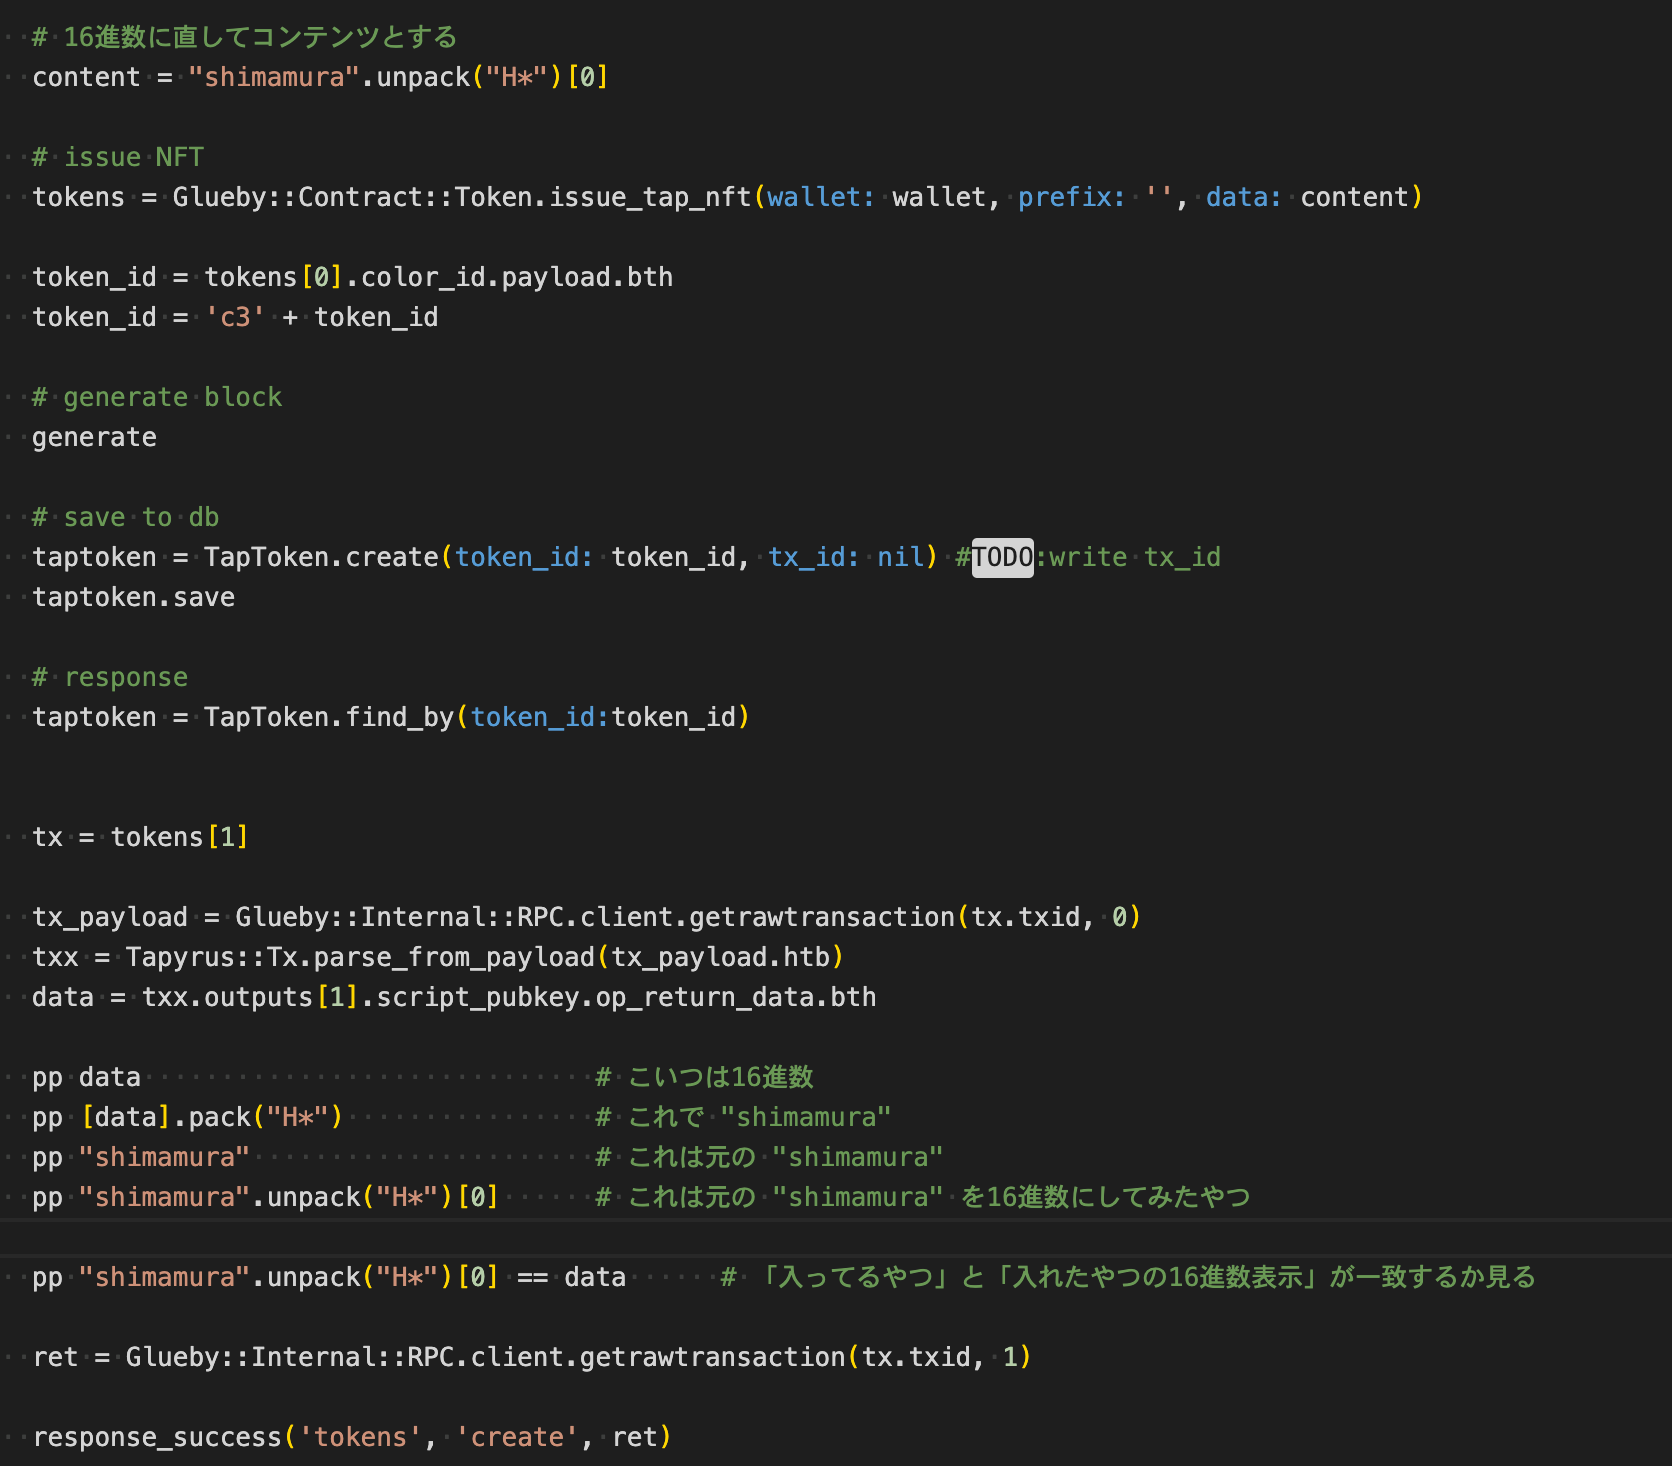 # 16進数に直してコンテンツとする
content = "shimamura".unpack("H*")[0]
# issue NFT
tokens = Glueby::Contract::Token.issue_tap_nft(wallet: wallet, prefix: '', data: content)
token_id = tokens[0].color_id.payload.bth
token_id = 'c3' + token_id
# generate block
generate
# save to db
taptoken = TapToken.create(token_id: token_id, tx_id: nil) #TODO:write tx_id
taptoken.save
# response
taptoken = TapToken.find_by(token_id:token_id)
tx = tokens[1]
tx_payload = Glueby::Internal::RPC.client.getrawtransaction(tx.txid, 0)
txx = Tapyrus::Tx.parse_from_payload(tx_payload.htb)
data = txx.outputs[1].script_pubkey.op_return_data.bth
pp data # こいつは16進数
pp [data].pack("H*") # これで "shimamura"
pp "shimamura" # これは元の "shimamura"
pp "shimamura".unpack("H*")[0] # これは元の "shimamura" を16進数にしてみたやつ
pp "shimamura".unpack("H*")[0] == data # 「入ってるやつ」と「入れたやつの16進数表示」が一致するか見る
ret = Glueby::Internal::RPC.client.getrawtransaction(tx.txid, 1)
response_success('tokens', 'create', ret)